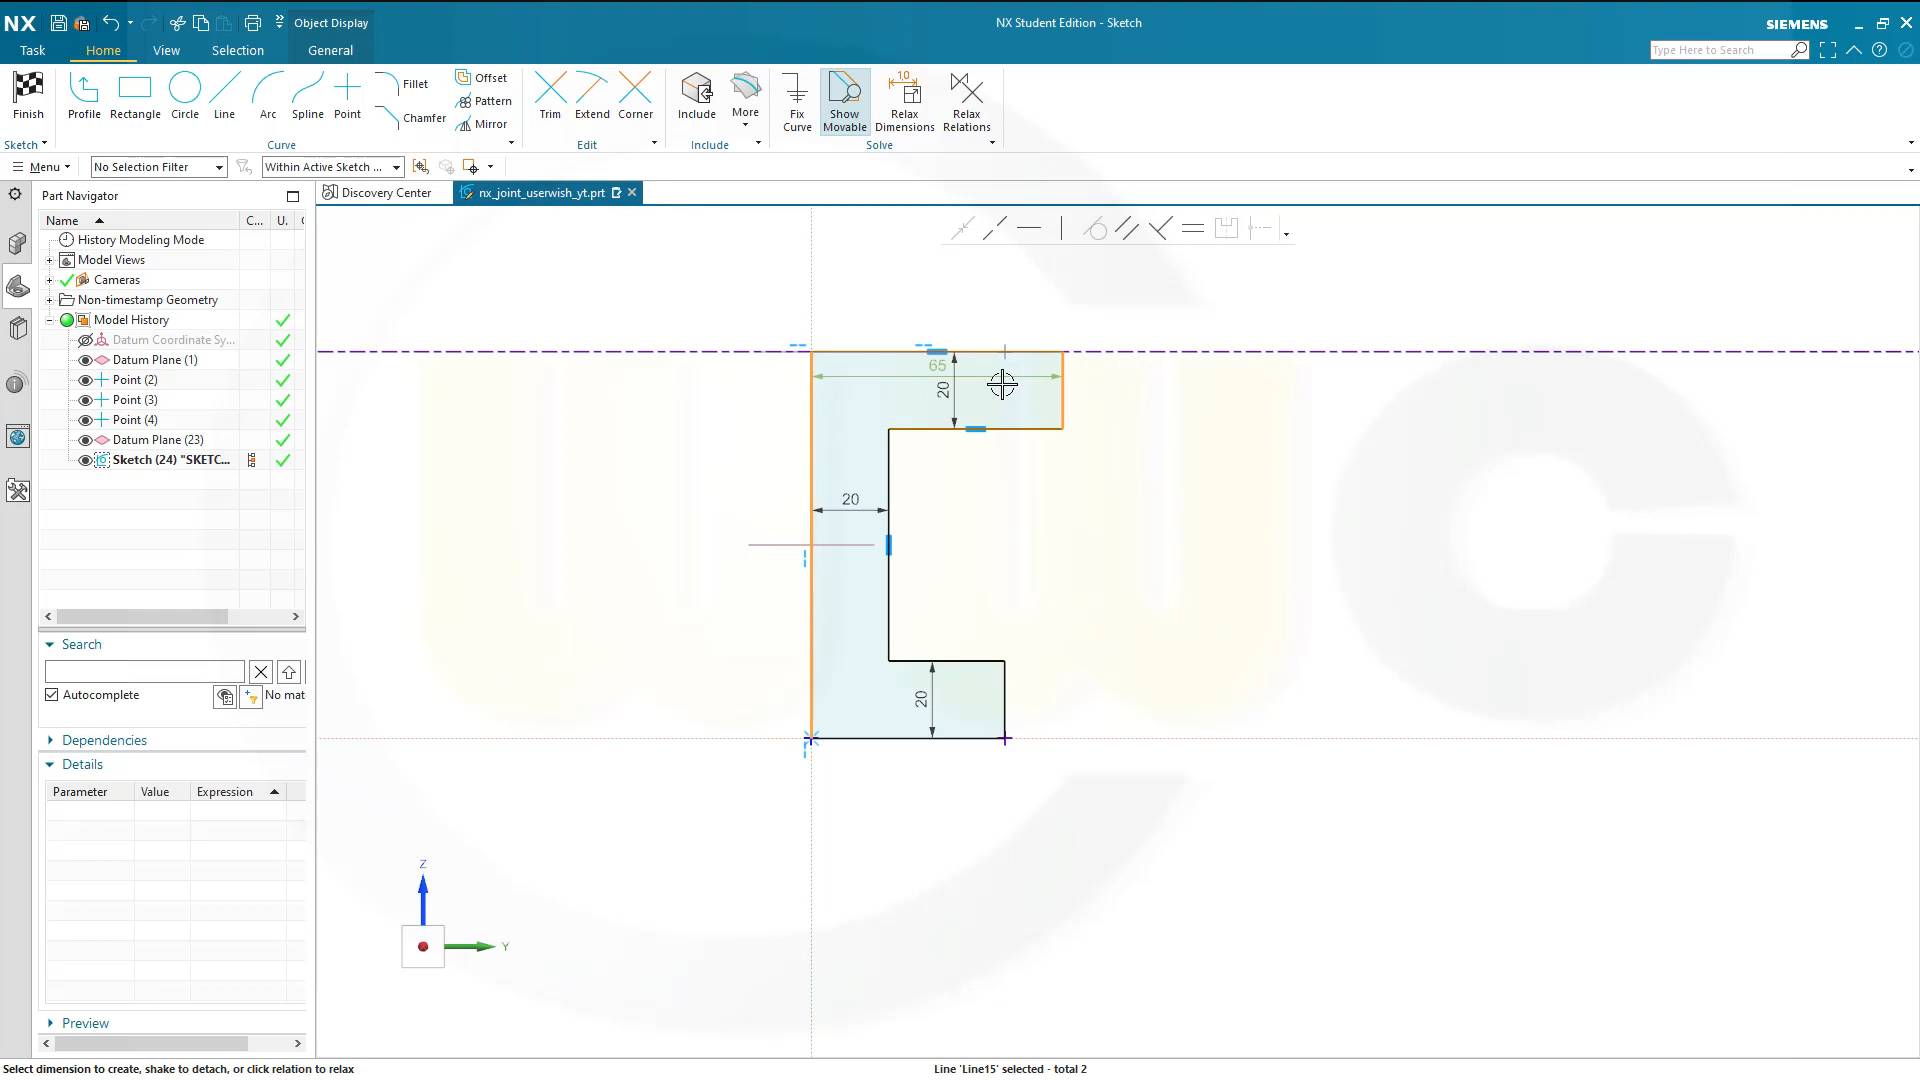 NX
Object Display
NX Student Edition - Sketch
SIEMENS
Task
Home
View
Selection
General
Type Here to Search
Finish
Profile
Rectangle
Circle
Line
Arc
Spline
Point
Fillet
Chamfer
Offset
Pattern
Mirror
Trim
Extend
Corner
Include
More
Fix
Curve
Show
Movable
1,0
Relax
Dimensions
Relax
Relations
Sketch
Curve
Edit
Include
Solve
Menu
No Selection Filter
Within Active Sketch ...
Part Navigator
Discovery Center
nx_joint_userwish_yt.prt
Name
C...
U.
History Modeling Mode
Model Views
Cameras
Non-timestamp Geometry
Model History
Datum Coordinate Sy...
Datum Plane (1)
Point (2)
Point (3)
Point (4)
Datum Plane (23)
Sketch (24) "SKETC...
65
20
20
20
Search
Autocomplete
No mat
Dependencies
Details
Parameter
Value
Expression
Preview
Z
Y
Select dimension to create, shake to detach, or click relation to relax
Line 'Line15' selected - total 2